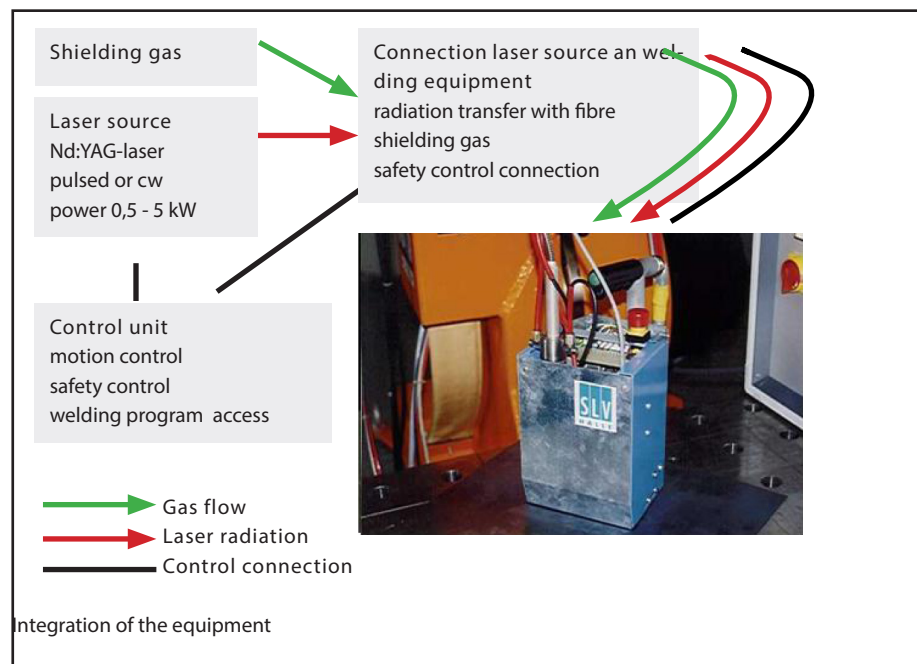 Shielding gas
Laser source
Nd:YAG-laser
pulsed or cw
power 0,5 - 5 kW
Connection laser source an wel-
ding equipment
radiation transfer with fibre
shielding gas
safety control connection
Control unit
motion control
safety control
welding program access
SLV
HALLE
Gas flow
Laser radiation
Control connection
Integration of the equipment